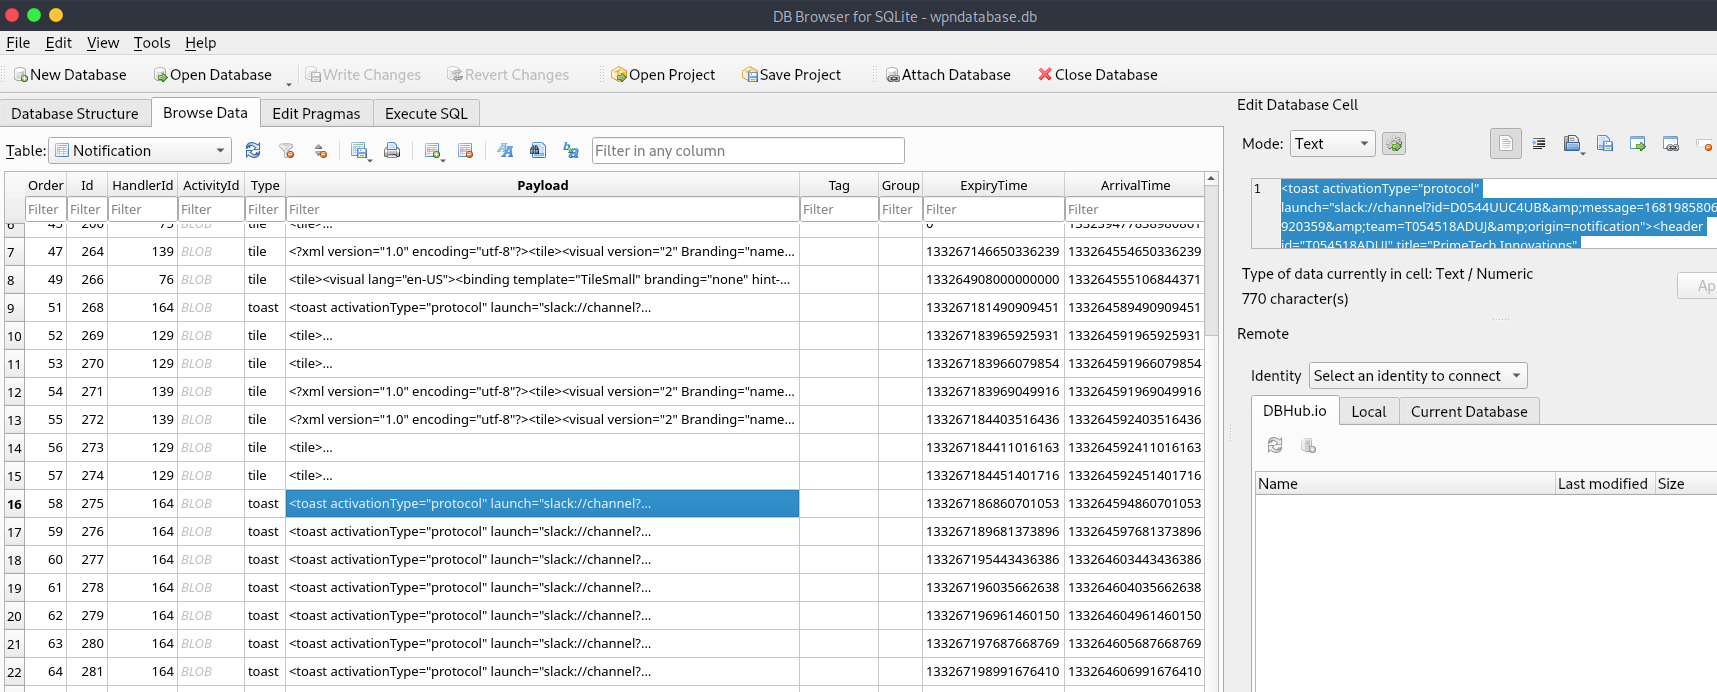 DB Browser for SQLite - wpndatabase.db
File Edit View Tools Help
New Database Open Database Write Changes Revert Changes Open Project Save Project Attach Database Close Database
Database Structure Browse Data Edit Pragmas Execute SQL
Table: Notification Filter in any column
Order Id HandlerId ActivityId Type Payload Tag Group ExpiryTime ArrivalTime
Filter Filter Filter Filter Filter Filter Filter Filter Filter Filter
7 47 264 139 BLOB tile <?xml version="1.0" encoding="utf-8"?><tile><visual version="2" Branding="name... 133267146650336239 133264554650336239
8 49 266 76 BLOB tile <tile><visual lang="en-US"><binding template="TileSmall" branding="none" hint-... 133264908000000000 133264555106844371
9 51 268 164 BLOB toast <toast activationType="protocol" launch="slack://channel?... 133267181490909451 133264589490909451
10 52 269 129 BLOB tile <tile>... 133267183965925931 133264591965925931
11 53 270 129 BLOB tile <tile>... 133267183966079854 133264591966079854
12 54 271 139 BLOB tile <?xml version="1.0" encoding="utf-8"?><tile><visual version="2" Branding="name... 133267183969049916 133264591969049916
13 55 272 139 BLOB tile <?xml version="1.0" encoding="utf-8"?><tile><visual version="2" Branding="name... 133267184403516436 133264592403516436
14 56 273 129 BLOB tile <tile>... 133267184411016163 133264592411016163
15 57 274 129 BLOB tile <tile>... 133267184451401716 133264592451401716
16 58 275 164 BLOB toast <toast activationType="protocol" launch="slack://channel?... 133267186860701053 133264594860701053
17 59 276 164 BLOB toast <toast activationType="protocol" launch="slack://channel?... 133267189681373896 133264597681373896
18 60 277 164 BLOB toast <toast activationType="protocol" launch="slack://channel?... 133267195443436386 133264603443436386
19 61 278 164 BLOB toast <toast activationType="protocol" launch="slack://channel?... 133267196035662638 133264604035662638
20 62 279 164 BLOB toast <toast activationType="protocol" launch="slack://channel?... 133267196961460150 133264604961460150
21 63 280 164 BLOB toast <toast activationType="protocol" launch="slack://channel?... 133267197687668769 133264605687668769
22 64 281 164 BLOB toast <toast activationType="protocol" launch="slack://channel?... 133267198991676410 133264606991676410
Edit Database Cell
Mode: Text
1 <toast activationType="protocol"
launch="slack://channel?id=D0544UUC4UB&amp;message=1681985806
920359&amp;team=T054518ADUJ&amp;origin=notification"><header
id="T054518ADUJ" title="PrimeTech Innovations"
Type of data currently in cell: Text / Numeric
770 character(s)
Ap
Remote
Identity Select an identity to connect
DBHub.io Local Current Database
Name Last modified Size